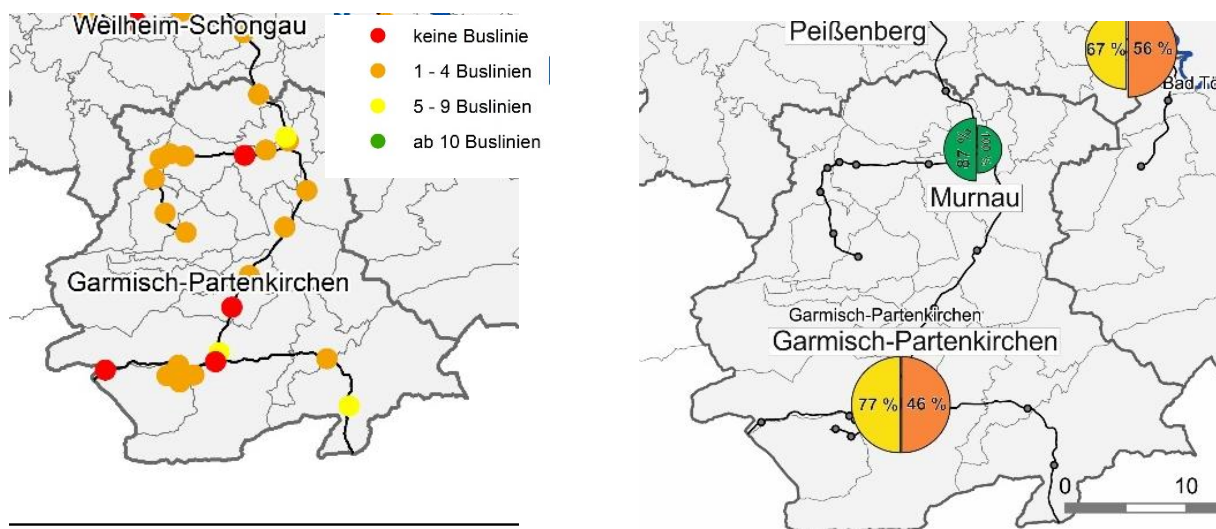 Weilheim-Schongau
keine Buslinie
1 - 4 Buslinien
5 - 9 Buslinien
ab 10 Buslinien
Garmisch-Partenkirchen
Peißenberg
67 %
56 %
Bad Tö
87 %
100 %
Murnau
Garmisch-Partenkirchen
Garmisch-Partenkirchen
77 %
46 %
0
10